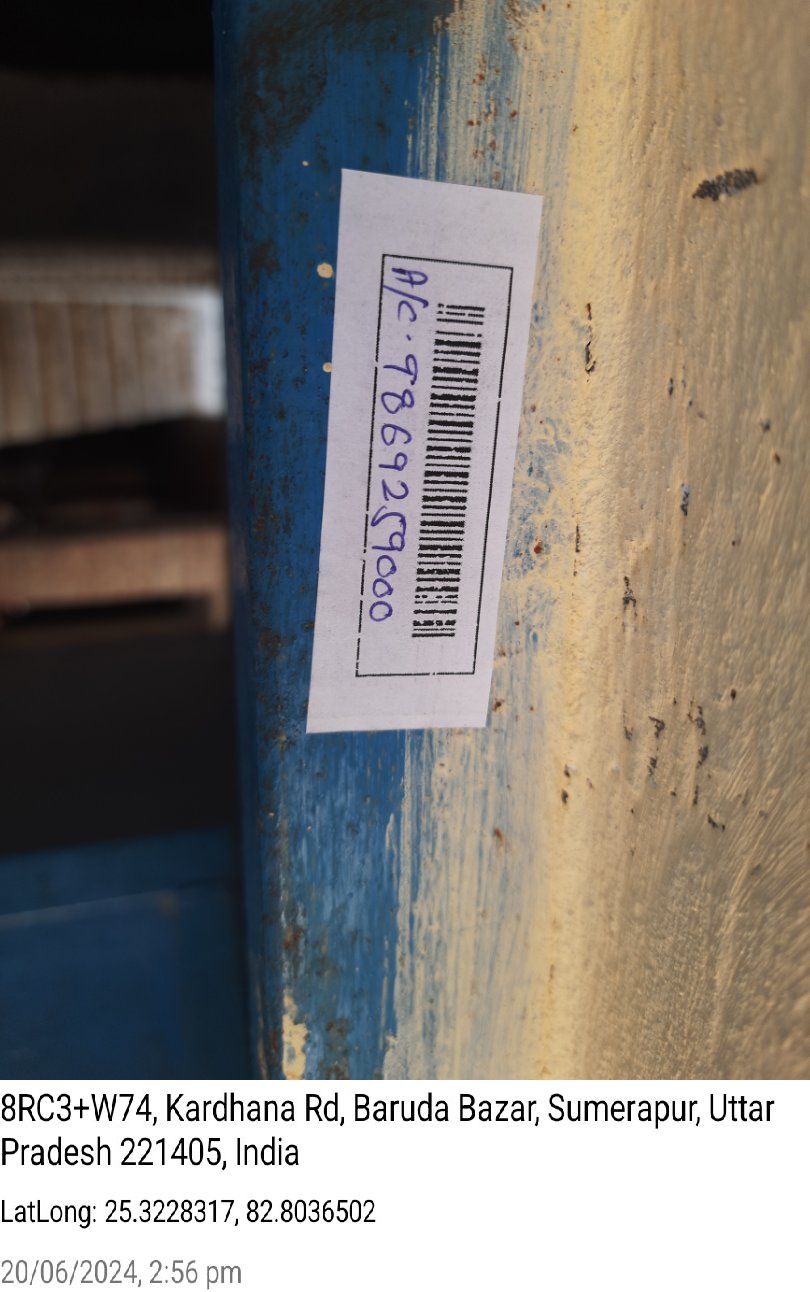 A/c. 7869259000
8RC3+W74, Kardhana Rd, Baruda Bazar, Sumerapur, Uttar
Pradesh 221405, India
LatLong: 25.3228317, 82.8036502
20/06/2024, 2:56 pm